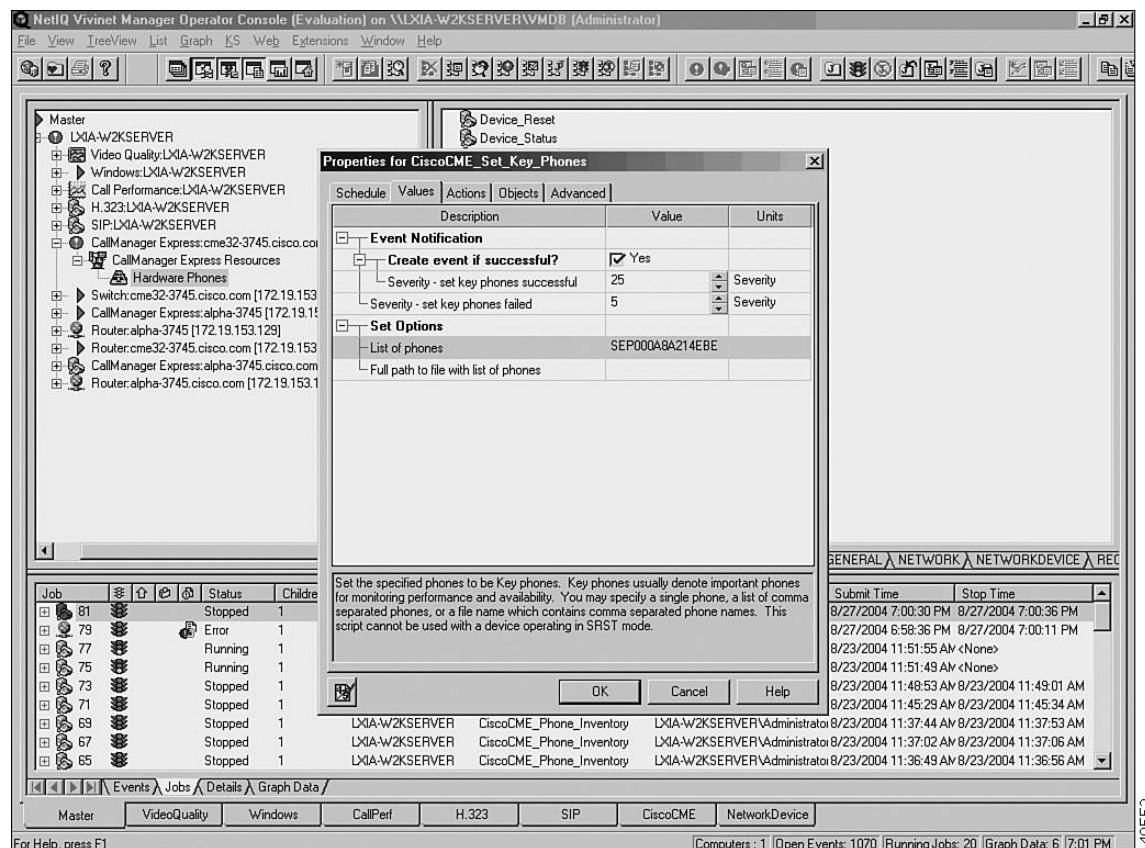 NetIQ Vivinet Manager Operator Console (Evaluation) on \\LXIA-W2KSERVER\VMDB (Administrator)
File View TreeView List Graph KS Web Extensions Window Help
Master
LXIA-W2KSERVER
Video Quality:LXIA-W2KSERVER
Windows:LXIA-W2KSERVER
Call Performance:LXIA-W2KSERVER
H.323:LXIA-W2KSERVER
SIP:LXIA-W2KSERVER
CallManager Express:cme32-3745.cisco.co
CallManager Express Resources
Hardware Phones
Switch:cme32-3745.cisco.com [172.19.153
CallManager Express:alpha-3745 [172.19.15
Router:alpha-3745 [172.19.153.129]
Router:cme32-3745.cisco.com [172.19.153
CallManager Express:alpha-3745.cisco.com
Router:alpha-3745.cisco.com [172.19.153.1
Device_Reset
Device_Status
Properties for CiscoCME_Set_Key_Phones
Schedule Values Actions Objects Advanced
Description Value Units
Event Notification
Create event if successful? Yes
Severity - set key phones successful 25 Severity
Severity - set key phones failed 5 Severity
Set Options
List of phones SEP000A8A214EBE
Full path to file with list of phones
Set the specified phones to be Key phones. Key phones usually denote important phones
for monitoring performance and availability. You may specify a single phone, a list of comma
separated phones, or a file name which contains comma separated phone names. This
script cannot be used with a device operating in SRST mode.
OK Cancel Help
GENERAL NETWORK NETWORKDEVICE REC
Job Status Childre Submit Time Stop Time
81 Stopped 1 8/27/2004 7:00:30 PM 8/27/2004 7:00:36 PM
79 Error 1 8/27/2004 6:58:36 PM 8/27/2004 7:00:11 PM
77 Running 1 8/23/2004 11:51:55 AM <None>
75 Running 1 8/23/2004 11:51:49 AM <None>
73 Stopped 1 8/23/2004 11:48:53 AM 8/23/2004 11:49:01 AM
71 Stopped 1 8/23/2004 11:45:29 AM 8/23/2004 11:45:34 AM
69 Stopped 1 LXIA-W2KSERVER CiscoCME_Phone_Inventory LXIA-W2KSERVER\Administrator 8/23/2004 11:37:44 AM 8/23/2004 11:37:53 AM
67 Stopped 1 LXIA-W2KSERVER CiscoCME_Phone_Inventory LXIA-W2KSERVER\Administrator 8/23/2004 11:37:02 AM 8/23/2004 11:37:06 AM
65 Stopped 1 LXIA-W2KSERVER CiscoCME_Phone_Inventory LXIA-W2KSERVER\Administrator 8/23/2004 11:36:49 AM 8/23/2004 11:36:56 AM
Events Jobs Details Graph Data
Master VideoQuality Windows CallPerf H.323 SIP CiscoCME NetworkDevice
For Help, press F1 Computers : 1 Open Events: 1070 Running Jobs: 20 Graph Data: 6 7:01 PM